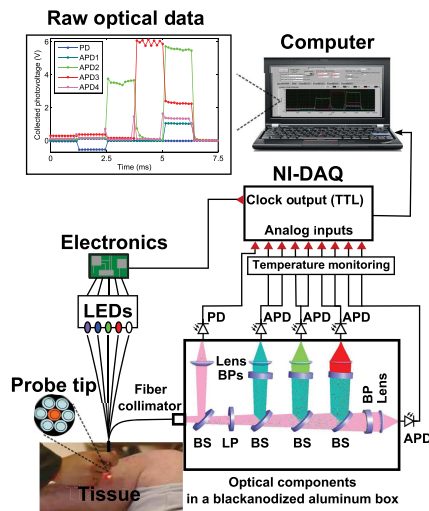 Raw optical data
Collected photovoltage (V)
6
4
2
0
PD
APD1
APD2
APD3
APD4
0
2.5
5.0
7.5
Time (ms)
Computer
NI-DAQ
Clock output (TTL)
Analog inputs
Temperature monitoring
Electronics
LEDs
PD
APD
APD
APD
Probe tip
Fiber
collimator
Lens
BPs
BP
Lens
APD
BS
LP
BS
BS
BS
Tissue
Optical components
in a blackanodized aluminum box